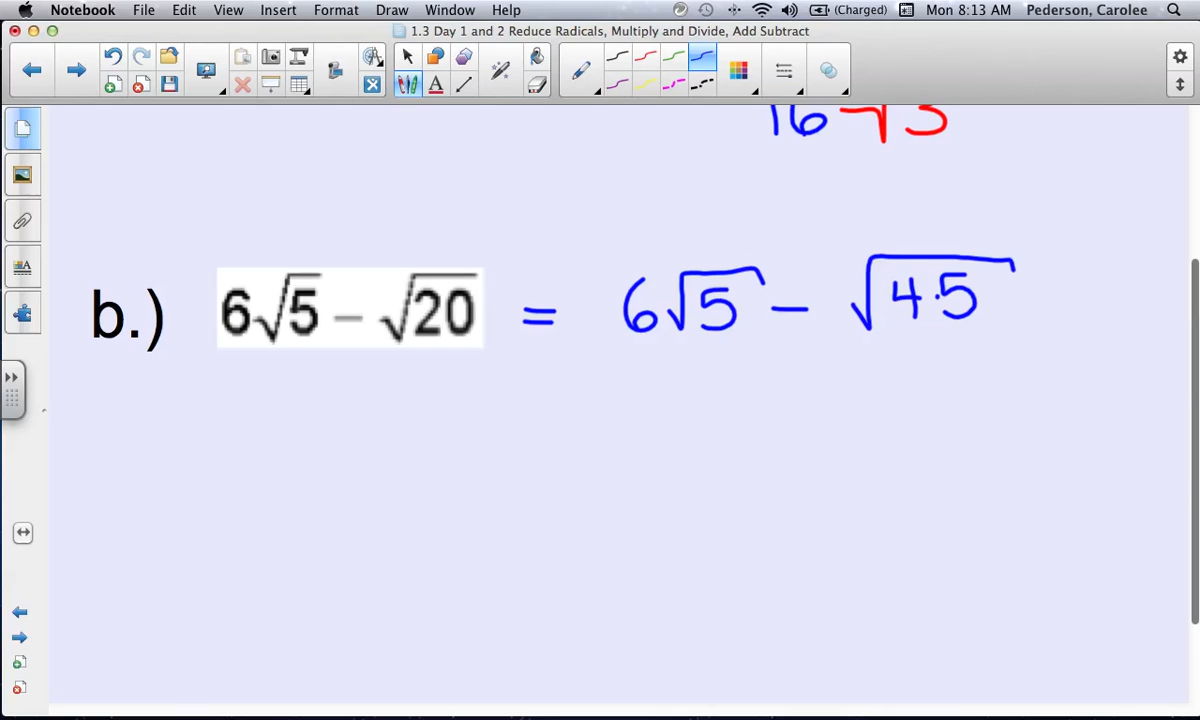 Notebook File Edit View Insert Format Draw Window Help (Charged) Mon 8:13 AM Pederson, Carolee
1.3 Day 1 and 2 Reduce Radicals, Multiply and Divide, Add Subtract
b.) 6√5 − √20 = 6√5 − √4·5